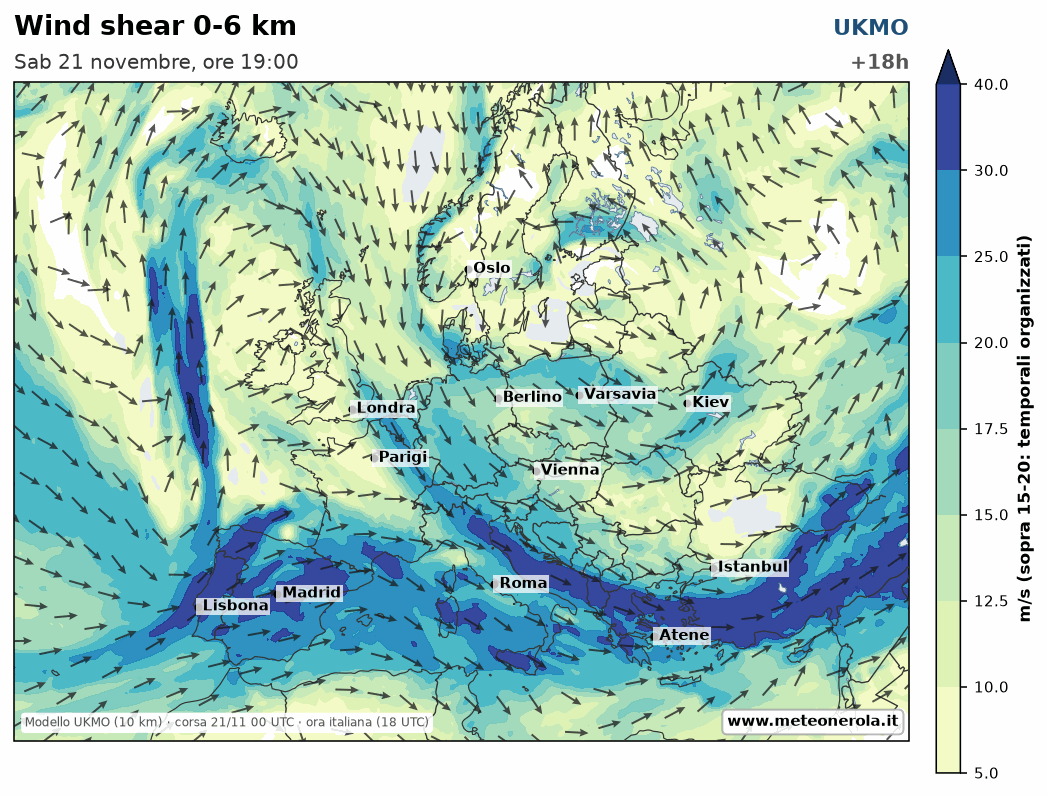 Wind shear 0-6 km
UKMO
Sab 21 novembre, ore 19:00
+18h
40.0
30.0
25.0
20.0
17.5
15.0
12.5
10.0
5.0
m/s (sopra 15-20: temporali organizzati)
Oslo
Berlino
Varsavia
Kiev
Londra
Parigi
Vienna
Istanbul
Roma
Madrid
Lisbona
Atene
Modello UKMO (10 km) · corsa 21/11 00 UTC · ora italiana (18 UTC)
www.meteonerola.it